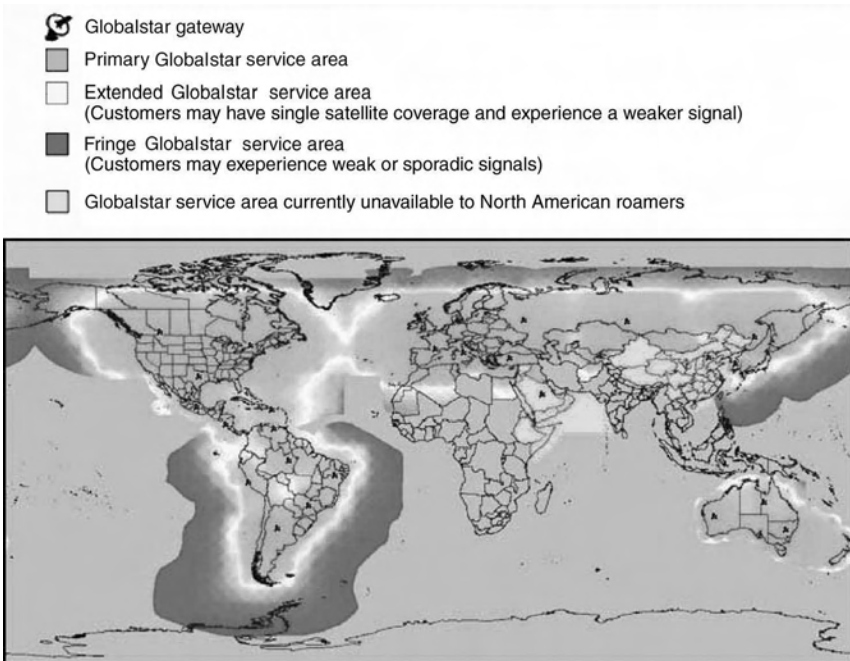 Globalstar gateway
Primary Globalstar service area
Extended Globalstar service area
(Customers may have single satellite coverage and experience a weaker signal)
Fringe Globalstar service area
(Customers may exeperience weak or sporadic signals)
Globalstar service area currently unavailable to North American roamers